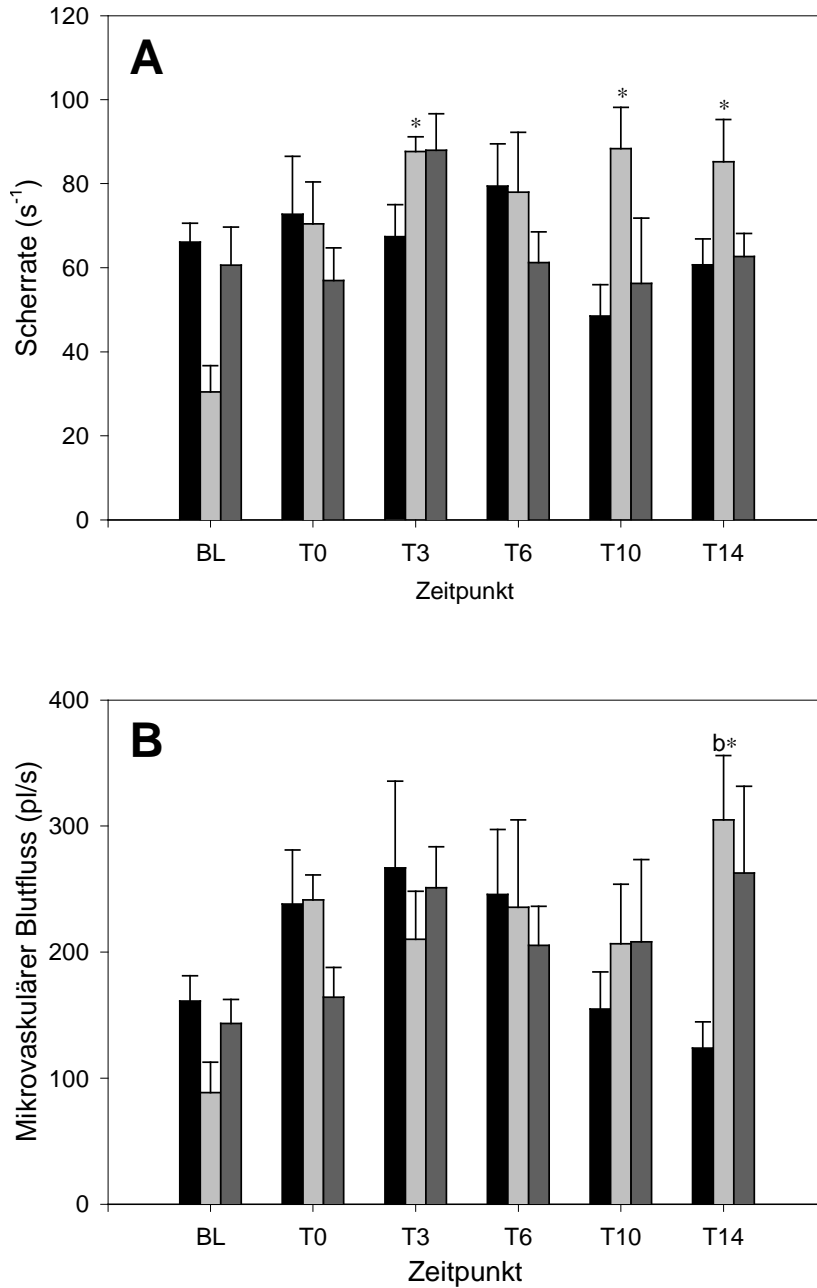 120
A
100
* * *
80
60
40
20
0
Scherrate (s⁻¹)
BL T0 T3 T6 T10 T14
Zeitpunkt
400
B
b*
300
200
100
0
Mikrovaskulärer Blutfluss (pl/s)
BL T0 T3 T6 T10 T14
Zeitpunkt